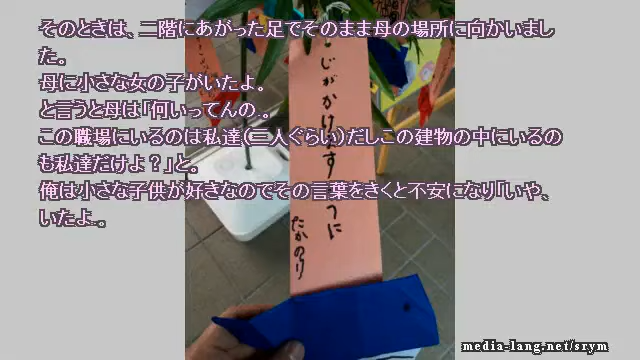 そのときは、二階にあがった足でそのまま母の場所に向かいまし
た。
母に小さな女の子がいたよ。
と言うと母は「何いってんの。
この職場にいるのは私達（三人ぐらい）だしこの建物の中にいるの
も私達だけよ？」と。
俺は小さな子供が好きなのでその言葉をきくと不安になり「いや、
いたよ。
じがかけますように
たかのり
media-lang.net/srym